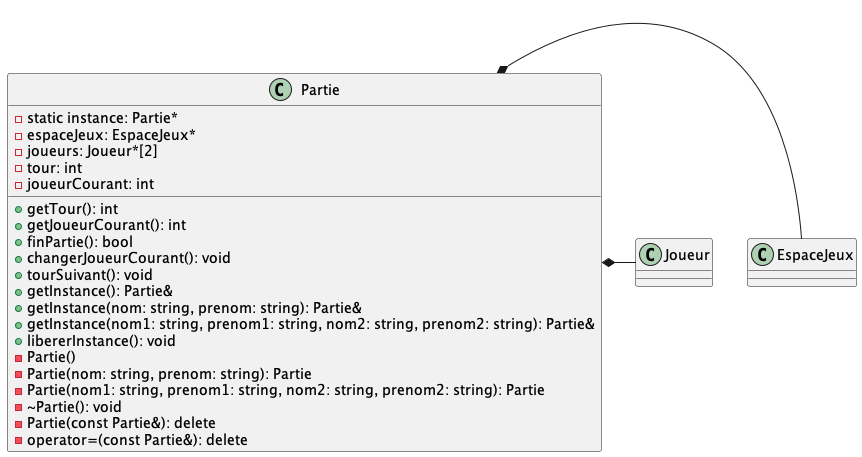 C Partie
static instance: Partie*
espaceJeux: EspaceJeux*
joueurs: Joueur*[2]
tour: int
joueurCourant: int
getTour(): int
getJoueurCourant(): int
finPartie(): bool
changerJoueurCourant(): void
tourSuivant(): void
getInstance(): Partie&
getInstance(nom: string, prenom: string): Partie&
getInstance(nom1: string, prenom1: string, nom2: string, prenom2: string): Partie&
libererInstance(): void
Partie()
Partie(nom: string, prenom: string): Partie
Partie(nom1: string, prenom1: string, nom2: string, prenom2: string): Partie
~Partie(): void
Partie(const Partie&): delete
operator=(const Partie&): delete
C Joueur
C EspaceJeux